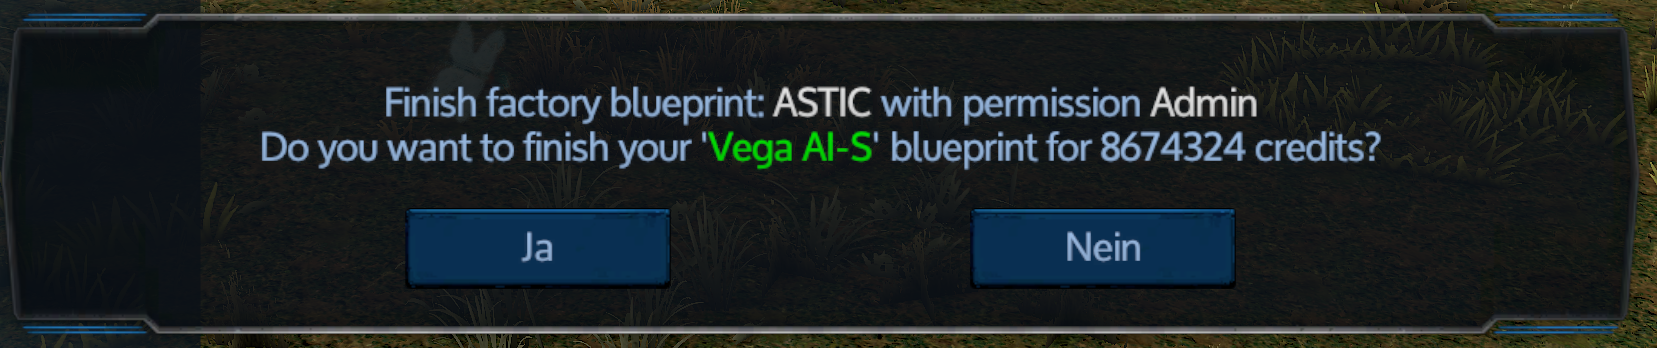 Finish factory blueprint: ASTIC with permission Admin
Do you want to finish your 'Vega AI-S' blueprint for 8674324 credits?
Ja
Nein